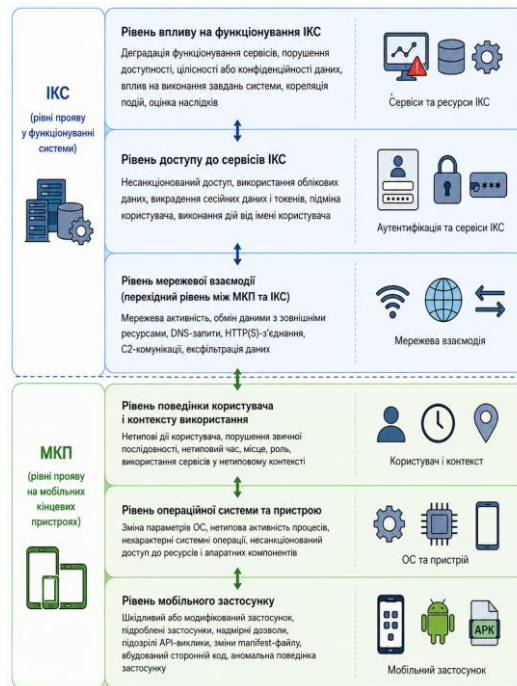 Рівень впливу на функціонування ІКС
Деградація функціонування сервісів, порушення
доступності, цілісності або конфіденційності даних,
вплив на виконання завдань системи, кореляція
подій, оцінка наслідків
Сервіси та ресурси ІКС
ІКС
(рівні прояву
у функціонуванні
системи)
Рівень доступу до сервісів ІКС
Несанкціонований доступ, використання облікових
даних, викрадення сесійних даних і токенів, підміна
користувача, виконання дій від імені користувача
Аутентифікація та сервіси ІКС
Рівень мережевої взаємодії
(перехідний рівень між МКП та ІКС)
Мережева активність, обмін даними з зовнішніми
ресурсами, DNS-запити, HTTP(S)-з'єднання,
C2-комунікації, ексфільтрація даних
Мережева взаємодія
Рівень поведінки користувача
і контексту використання
Нетипові дії користувача, порушення звичної
послідовності, нетиповий час, місце, роль,
використання сервісів у нетиповому контексті
Користувач і контекст
МКП
(рівні прояву
на мобільних
кінцевих
пристроях)
Рівень операційної системи та пристрою
Зміна параметрів ОС, нетипова активність процесів,
нехарактерні системні операції, несанкціонований
доступ до ресурсів і апаратних компонентів
ОС та пристрій
Рівень мобільного застосунку
Шкідливий або модифікований застосунок,
підроблені застосунки, надмірні дозволи,
підозрілі API-виклики, зміни manifest-файлу,
вбудований сторонній код, аномальна поведінка
застосунку
APK
Мобільний застосунок